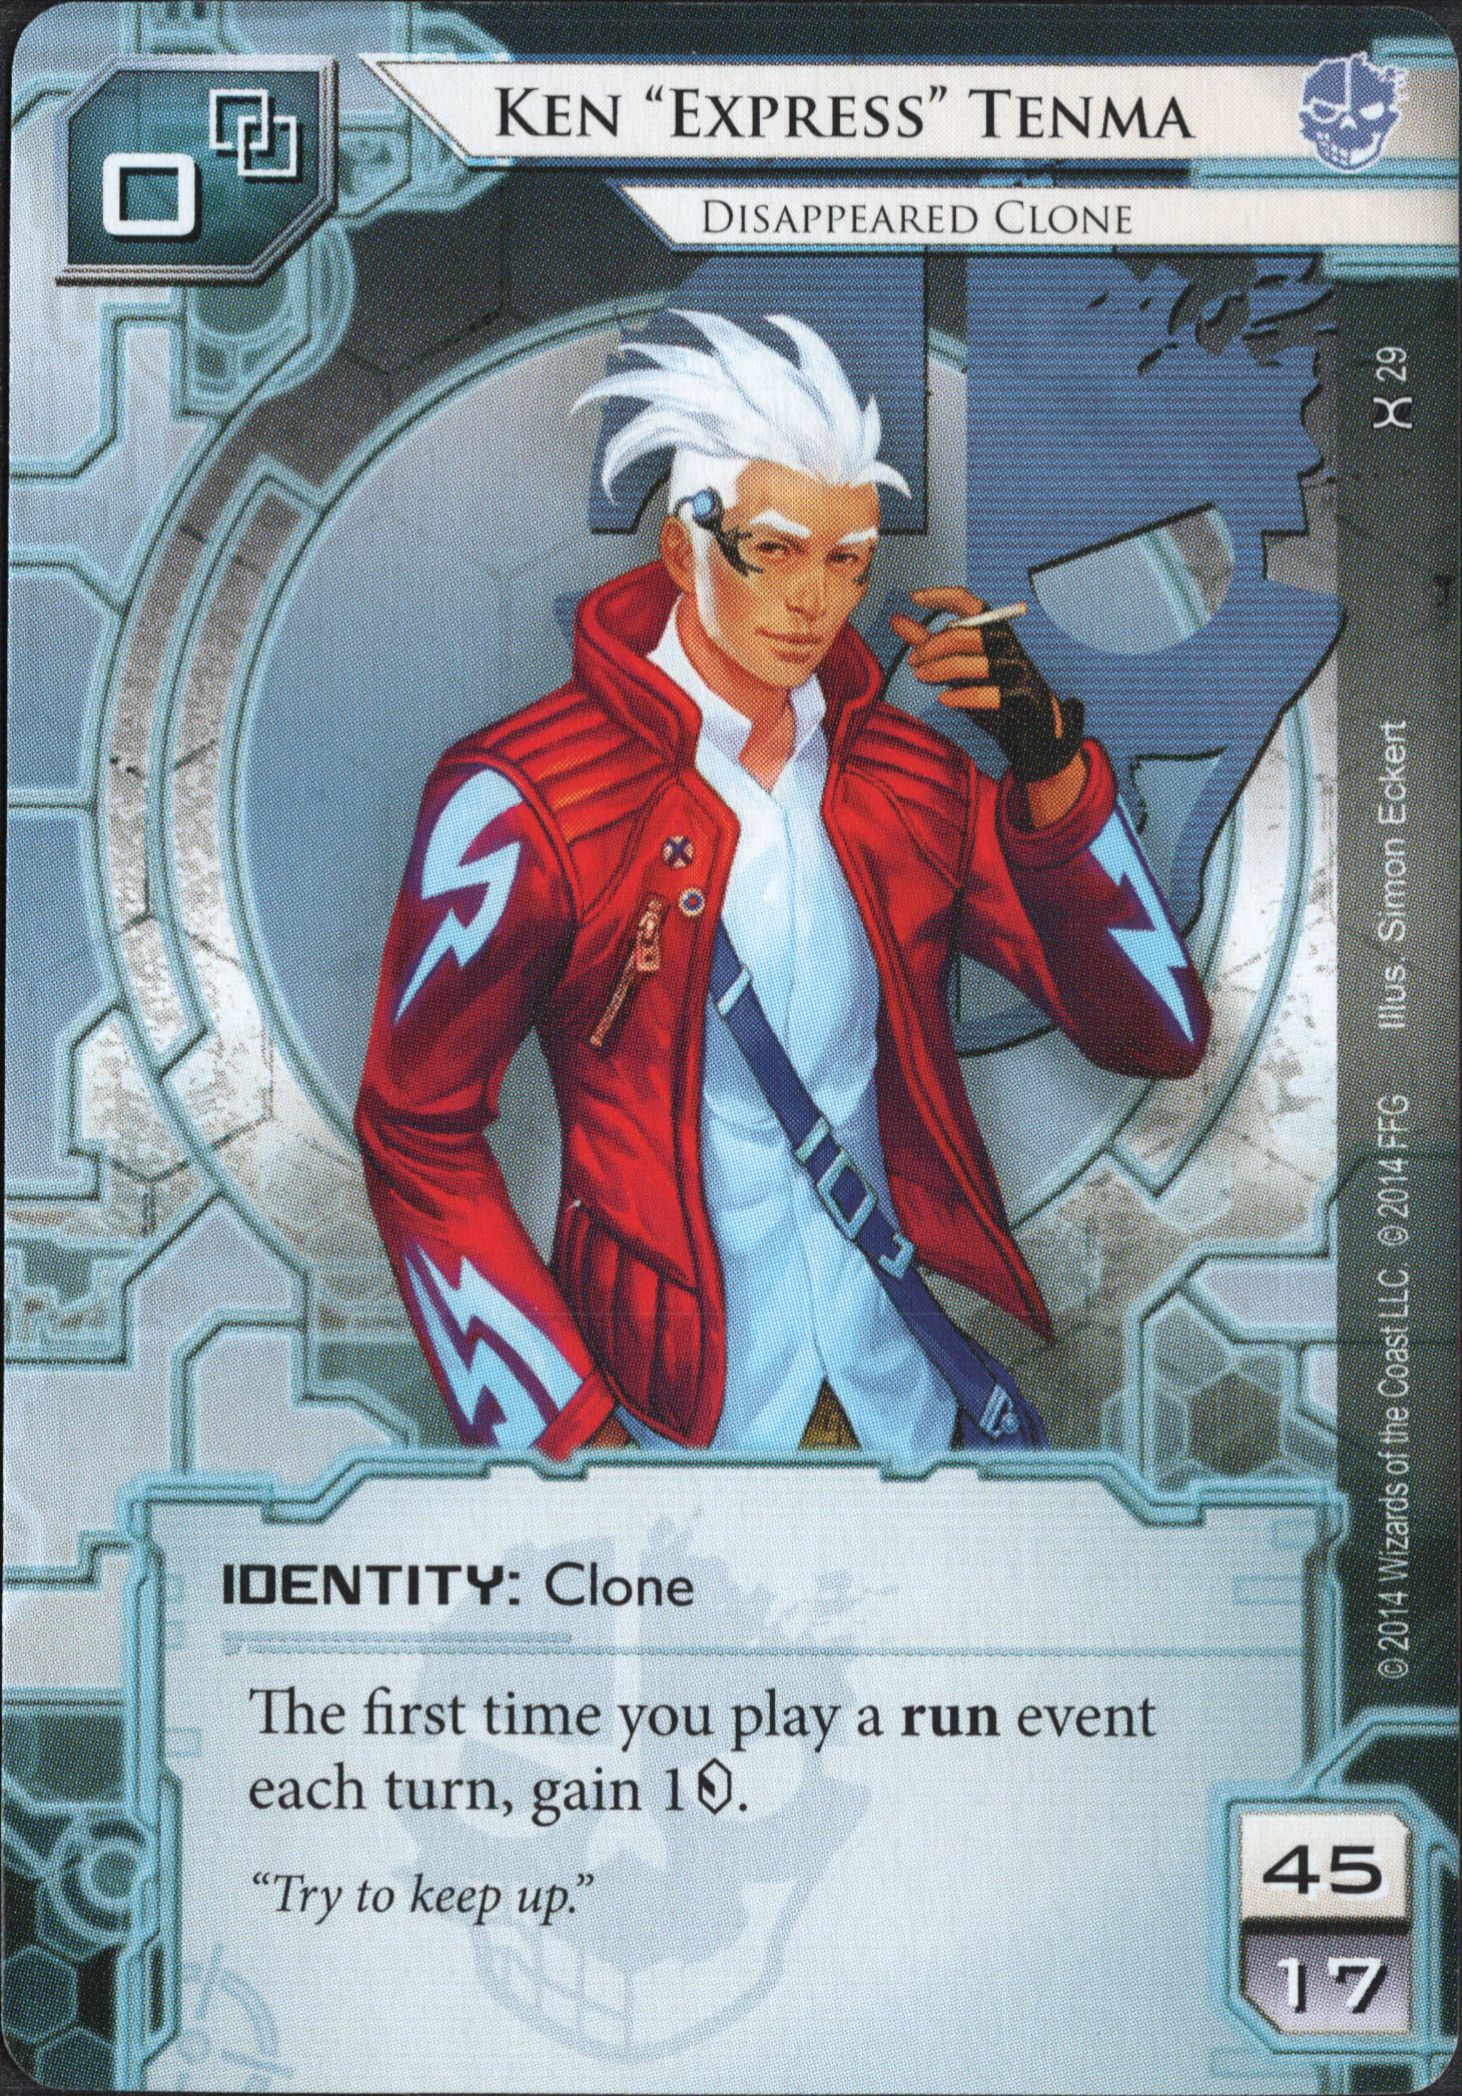 0
KEN “EXPRESS” TENMA
DISAPPEARED CLONE
29
Illus. Simon Eckert
© 2014 Wizards of the Coast LLC. © 2014 FFG
IDENTITY: Clone
The first time you play a run event
each turn, gain 1.
“Try to keep up.”
45
17